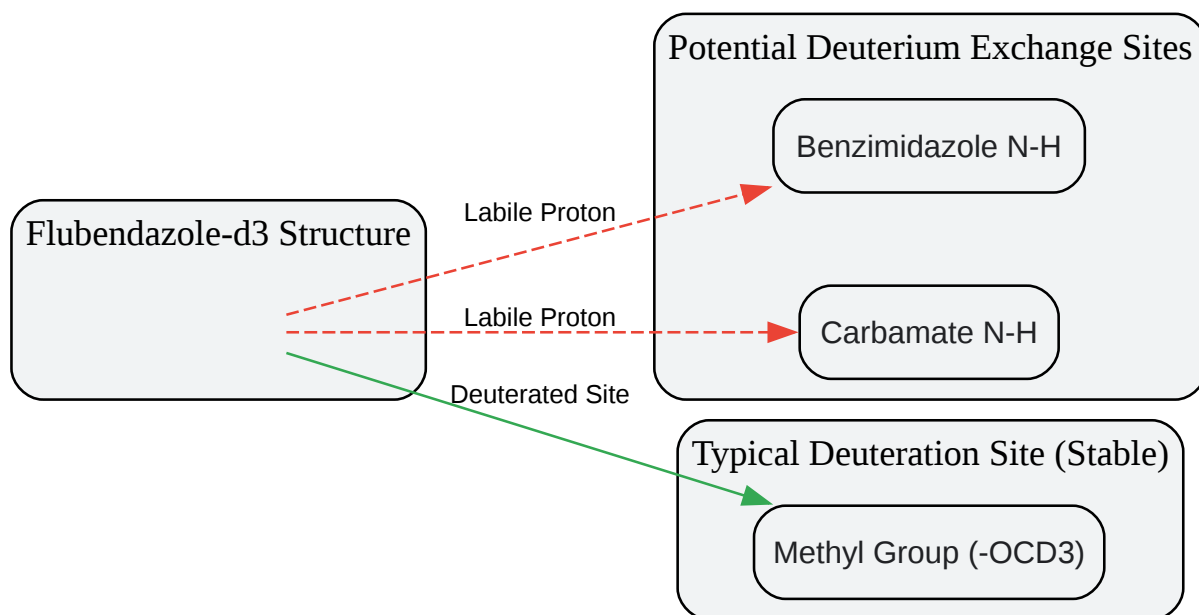 Potential Deuterium Exchange Sites
Benzimidazole N-H
Labile Proton
Flubendazole-d3 Structure
Labile Proton
Carbamate N-H
Deuterated Site
Typical Deuteration Site (Stable)
Methyl Group (-OCD3)